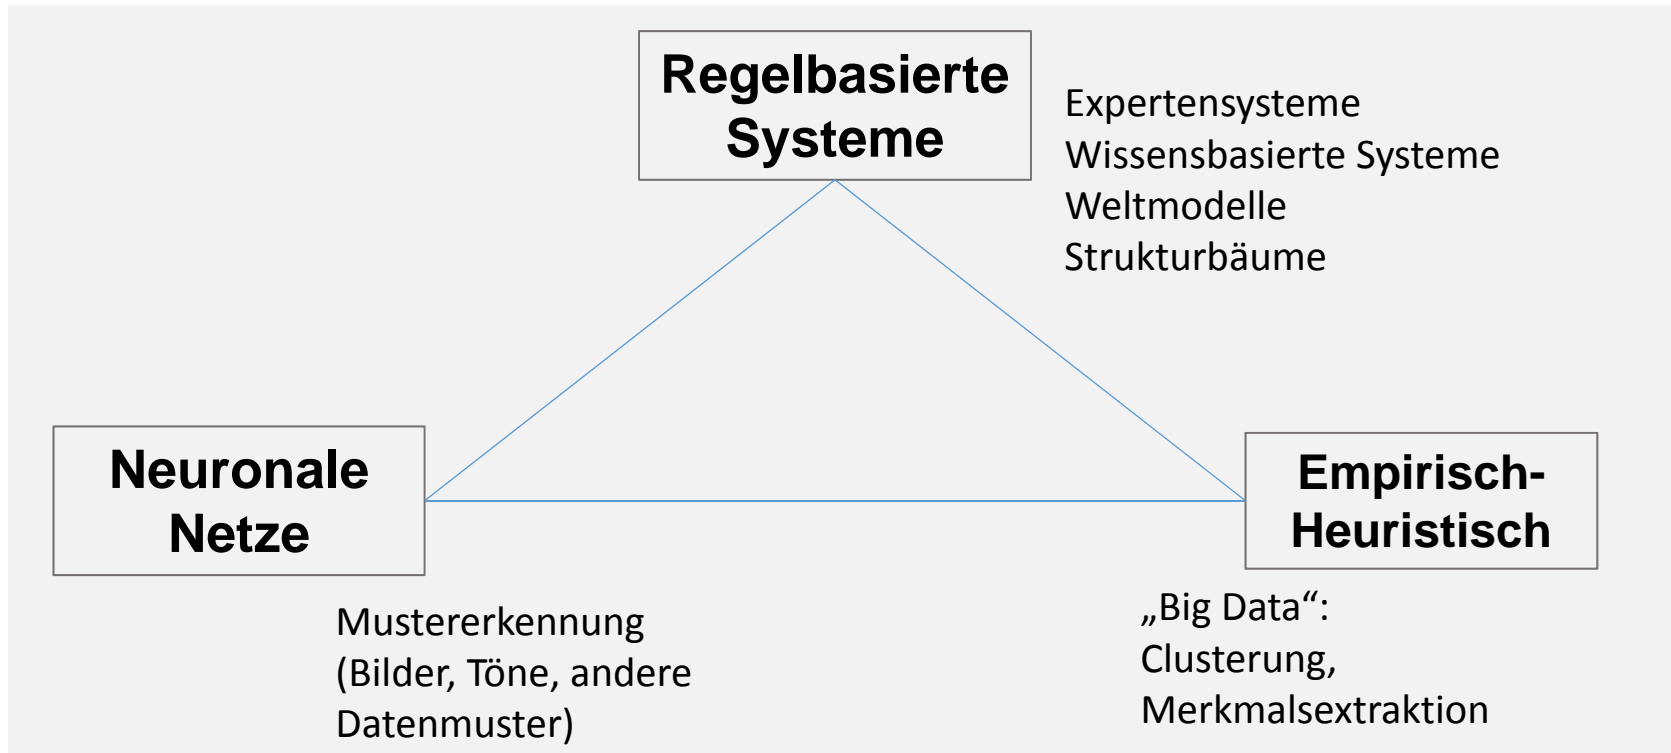 Regelbasierte
Systeme
Expertensysteme
Wissensbasierte Systeme
Weltmodelle
Strukturbäume
Neuronale
Netze
Mustererkennung
(Bilder, Töne, andere
Datenmuster)
Empirisch-
Heuristisch
„Big Data“:
Clusterung,
Merkmalsextraktion